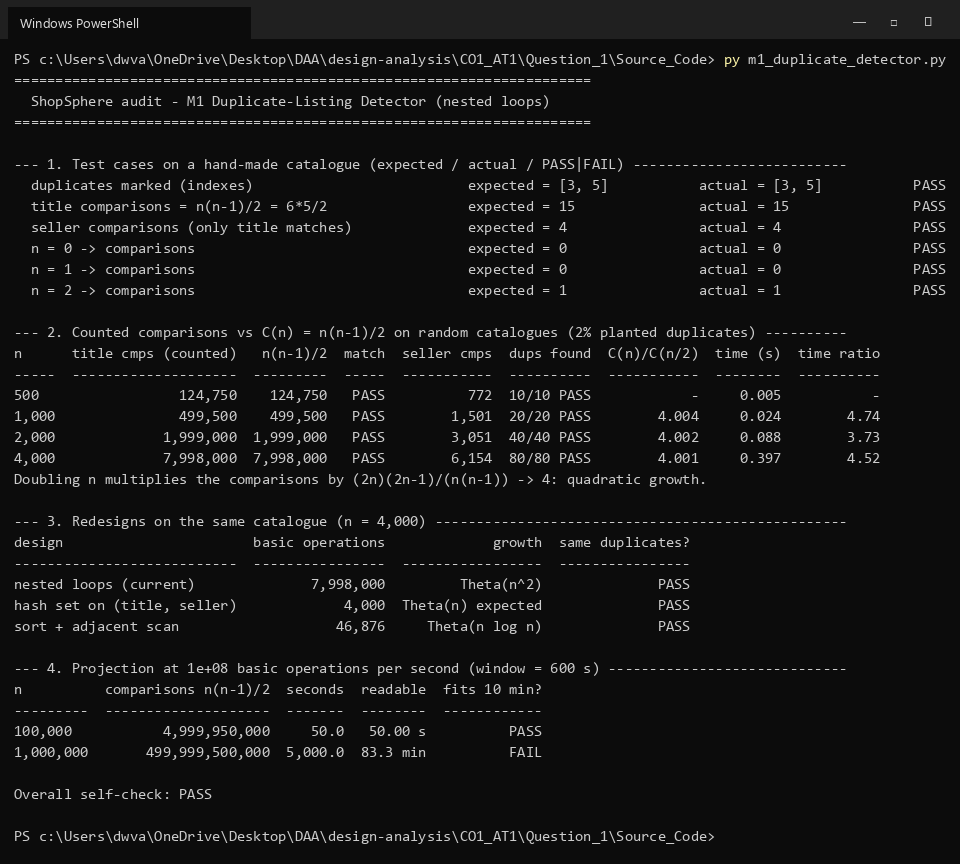 Windows PowerShell
PS c:\Users\dwva\OneDrive\Desktop\DAA\design-analysis\CO1_AT1\Question_1\Source_Code> py m1_duplicate_detector.py
======================================================================
  ShopSphere audit - M1 Duplicate-Listing Detector (nested loops)
======================================================================
--- 1. Test cases on a hand-made catalogue (expected / actual / PASS|FAIL) --------------------------
  duplicates marked (indexes)                          expected = [3, 5]           actual = [3, 5]           PASS
  title comparisons = n(n-1)/2 = 6*5/2                 expected = 15               actual = 15               PASS
  seller comparisons (only title matches)              expected = 4                actual = 4                PASS
  n = 0 -> comparisons                                 expected = 0                actual = 0                PASS
  n = 1 -> comparisons                                 expected = 0                actual = 0                PASS
  n = 2 -> comparisons                                 expected = 1                actual = 1                PASS
--- 2. Counted comparisons vs C(n) = n(n-1)/2 on random catalogues (2% planted duplicates) ----------
n      title cmps (counted)   n(n-1)/2  match  seller cmps  dups found  C(n)/C(n/2)  time (s)  time ratio
-----  --------------------  ---------  -----  -----------  ----------  -----------  --------  ----------
500                 124,750    124,750   PASS          772  10/10 PASS            -     0.005           -
1,000               499,500    499,500   PASS        1,501  20/20 PASS        4.004     0.024        4.74
2,000             1,999,000  1,999,000   PASS        3,051  40/40 PASS        4.002     0.088        3.73
4,000             7,998,000  7,998,000   PASS        6,154  80/80 PASS        4.001     0.397        4.52
Doubling n multiplies the comparisons by (2n)(2n-1)/(n(n-1)) -> 4: quadratic growth.
--- 3. Redesigns on the same catalogue (n = 4,000) --------------------------------------------------
design                       basic operations             growth  same duplicates?
---------------------------  ----------------  -----------------  ----------------
nested loops (current)              7,998,000         Theta(n^2)              PASS
hash set on (title, seller)             4,000  Theta(n) expected              PASS
sort + adjacent scan                   46,876     Theta(n log n)              PASS
--- 4. Projection at 1e+08 basic operations per second (window = 600 s) -----------------------------
n          comparisons n(n-1)/2  seconds  readable  fits 10 min?
---------  --------------------  -------  --------  ------------
100,000           4,999,950,000     50.0   50.00 s          PASS
1,000,000       499,999,500,000  5,000.0  83.3 min          FAIL
Overall self-check: PASS
PS c:\Users\dwva\OneDrive\Desktop\DAA\design-analysis\CO1_AT1\Question_1\Source_Code>